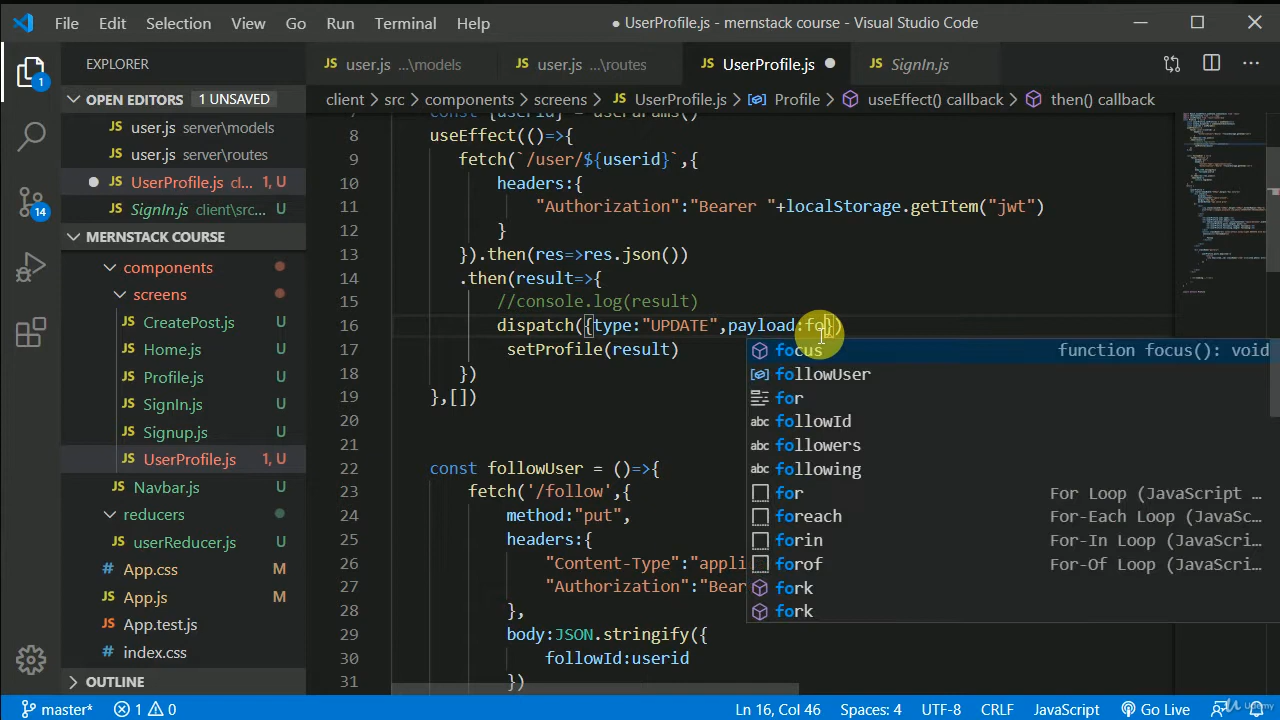 File Edit Selection View Go Run Terminal Help ● UserProfile.js - mernstack course - Visual Studio Code
EXPLORER
JS user.js ...\models JS user.js ...\routes JS UserProfile.js ● JS SignIn.js ...
client > src > components > screens > JS UserProfile.js > Profile > useEffect() callback > then() callback
1
OPEN EDITORS 1 UNSAVED
JS user.js server\models
JS user.js server\routes
● JS UserProfile.js cl... 1, U
JS SignIn.js client\src... U
14
MERNSTACK COURSE
components
screens
JS CreatePost.js U
JS Home.js U
JS Profile.js U
JS SignIn.js U
JS Signup.js U
JS UserProfile.js 1, U
JS Navbar.js U
reducers
JS userReducer.js U
# App.css M
JS App.js M
JS App.test.js
# index.css
OUTLINE
7 const {userid} = useParams()
8 useEffect(()=>{
9 fetch(`/user/${userid}`,{
10 headers:{
11 "Authorization":"Bearer "+localStorage.getItem("jwt")
12 }
13 }).then(res=>res.json())
14 .then(result=>{
15 //console.log(result)
16 dispatch({type:"UPDATE",payload:fo})
17 setProfile(result)
18 })
19 },[])
20
21
22 const followUser = ()=>{
23 fetch('/follow',{
24 method:"put",
25 headers:{
26 "Content-Type":"appli
27 "Authorization":"Bear
28 },
29 body:JSON.stringify({
30 followId:userid
31 })
focus function focus(): void
followUser
for
abc followId
abc followers
abc following
for For Loop (JavaScript ...
foreach For-Each Loop (JavaSc...
forin For-In Loop (JavaScri...
forof For-Of Loop (JavaScri...
fork
fork
master* 1 0 Ln 16, Col 46 Spaces: 4 UTF-8 CRLF JavaScript Go Live
Udemy